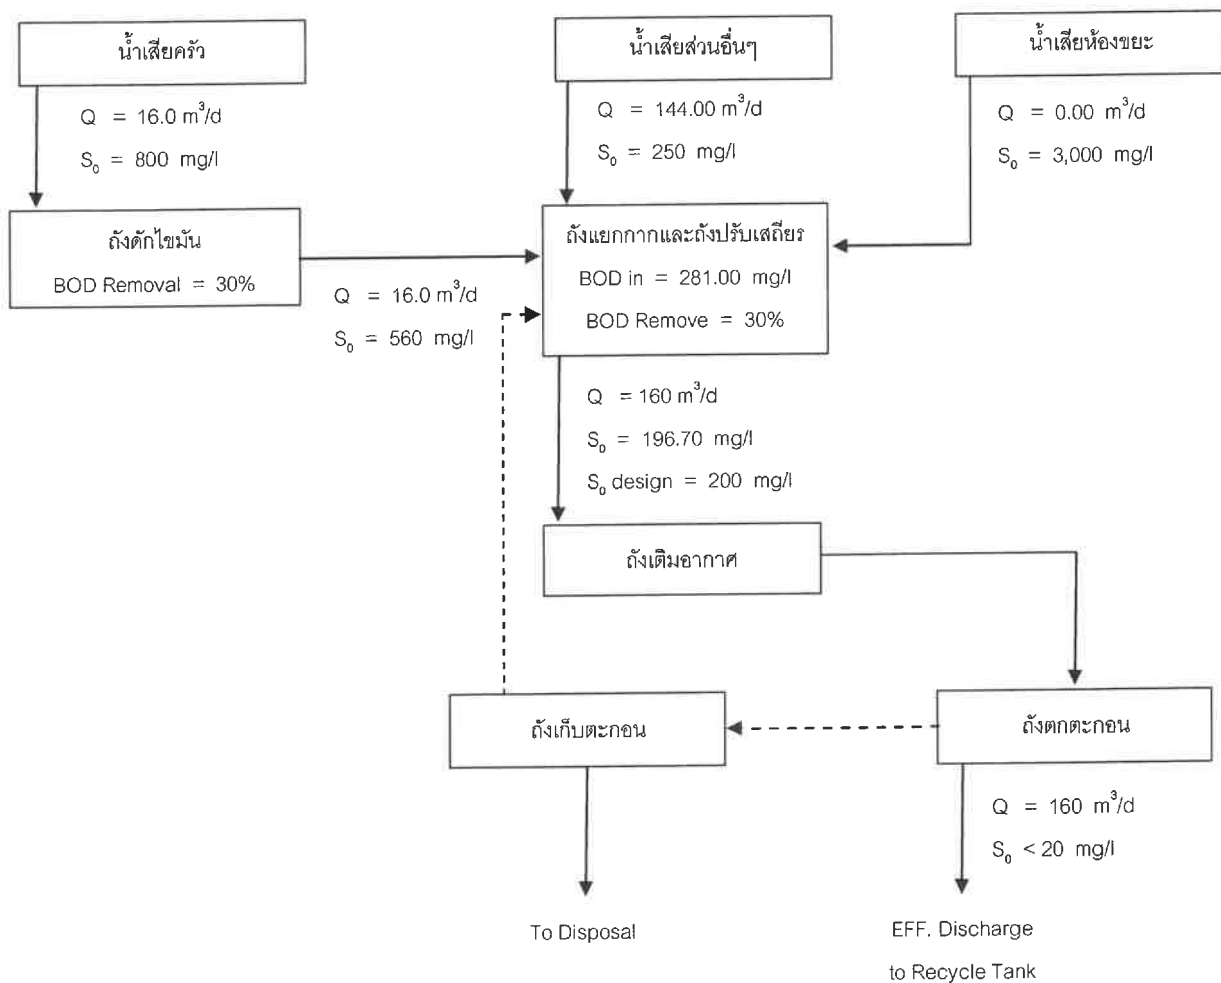 น้ำเสียครัว
น้ำเสียส่วนอื่นๆ
น้ำเสียห้องขยะ
Q = 16.0 m³/d
S₀ = 800 mg/l
Q = 144.00 m³/d
S₀ = 250 mg/l
Q = 0.00 m³/d
S₀ = 3,000 mg/l
ถังดักไขมัน
BOD Removal = 30%
Q = 16.0 m³/d
S₀ = 560 mg/l
ถังแยกกากและถังปรับเสถียร
BOD in = 281.00 mg/l
BOD Remove = 30%
Q = 160 m³/d
S₀ = 196.70 mg/l
S₀ design = 200 mg/l
ถังเติมอากาศ
ถังเก็บตะกอน
ถังตกตะกอน
Q = 160 m³/d
S₀ < 20 mg/l
To Disposal
EFF. Discharge
to Recycle Tank